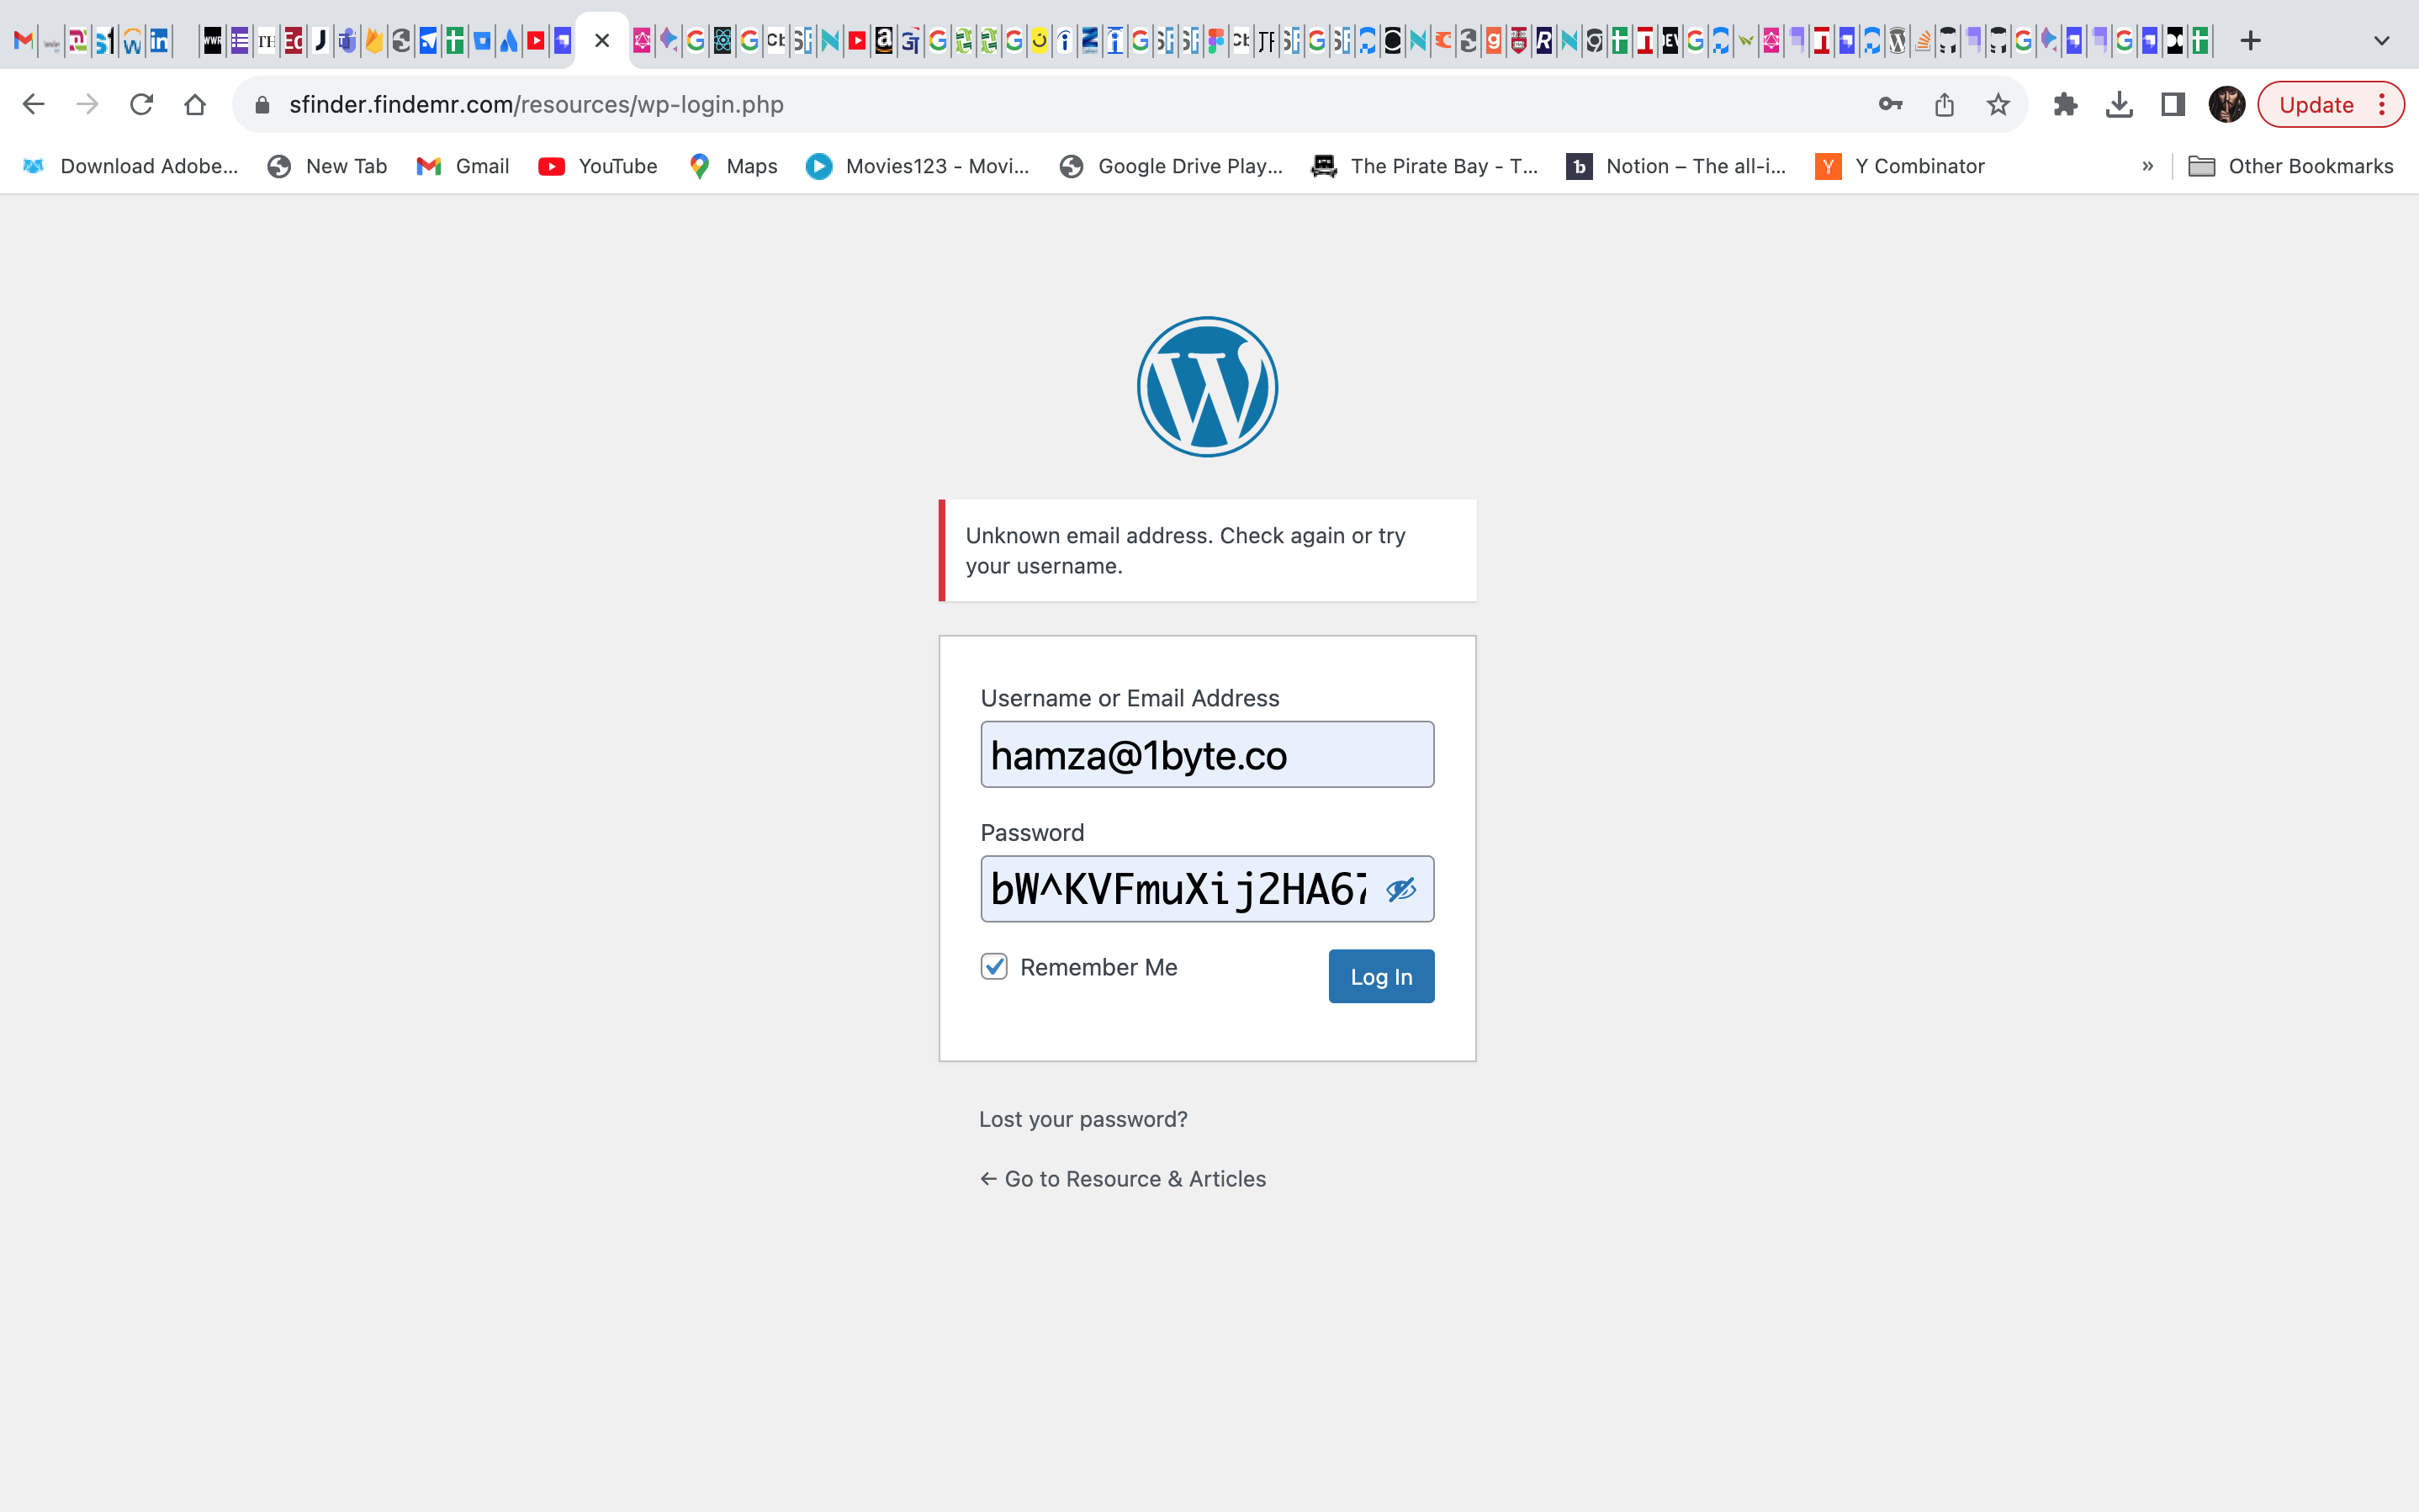 sfinder.findemr.com/resources/wp-login.php
Update
Download Adobe...
New Tab
Gmail
YouTube
Maps
Movies123 - Movi...
Google Drive Play...
The Pirate Bay - T...
Notion – The all-i...
Y Combinator
»
Other Bookmarks
Unknown email address. Check again or try
your username.
Username or Email Address
hamza@1byte.co
Password
bW^KVFmuXij2HA67
Remember Me
Log In
Lost your password?
← Go to Resource & Articles